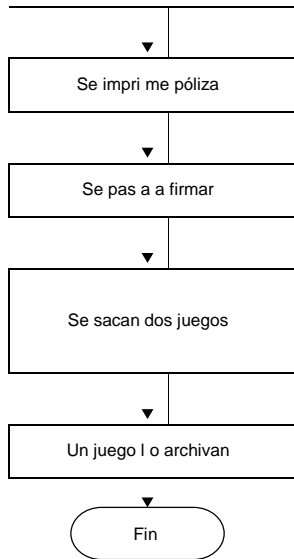 Se impri me póliza
Se pas a a firmar
Se sacan dos juegos
Un juego l o archivan
Fin